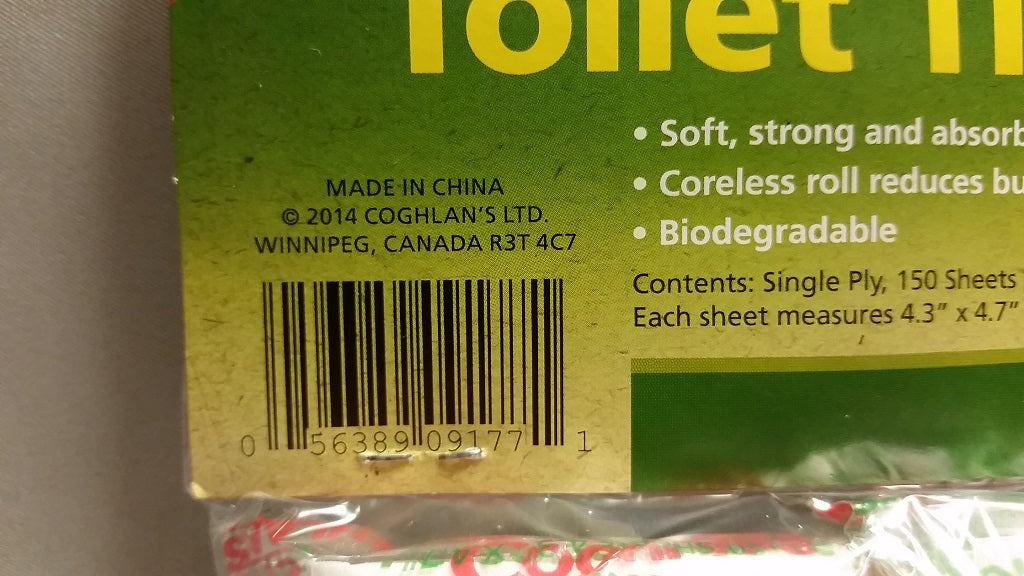 Toilet
MADE IN CHINA
© 2014 COGHLAN'S LTD.
WINNIPEG, CANADA R3T 4C7
• Soft, strong and absorb
• Coreless roll reduces bu
• Biodegradable
Contents: Single Ply, 150 Sheets
Each sheet measures 4.3" x 4.7"
0 56389 09177 1